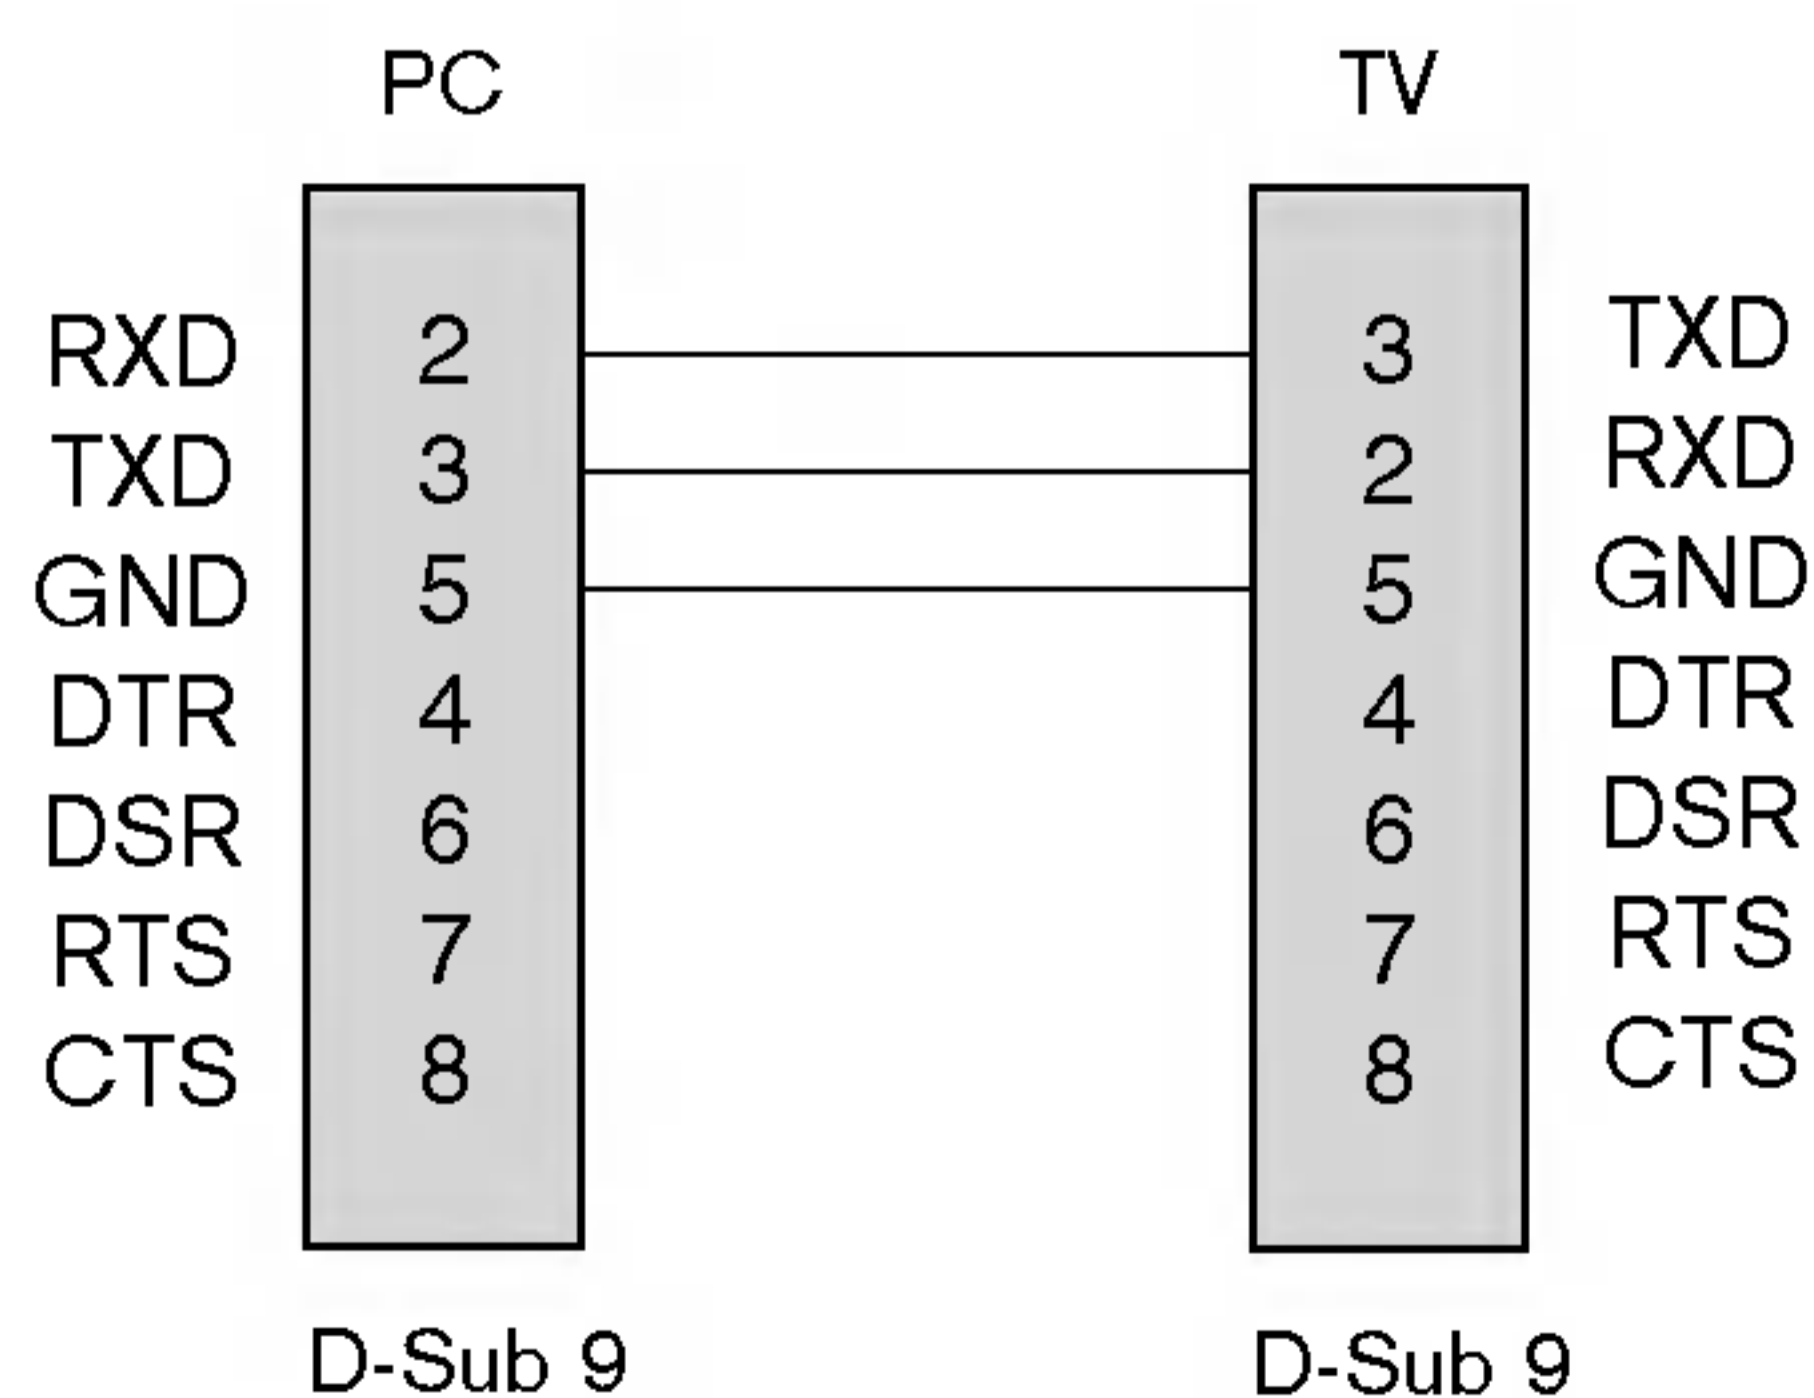 PC TV
RXD 2 3 TXD
TXD 3 2 RXD
GND 5 5 GND
DTR 4 4 DTR
DSR 6 6 DSR
RTS 7 7 RTS
CTS 8 8 CTS
D-Sub 9 D-Sub 9